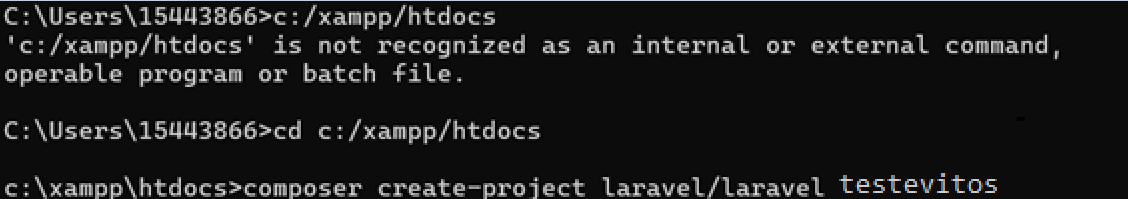 C:\Users\15443866>c:/xampp/htdocs
'c:/xampp/htdocs' is not recognized as an internal or external command,
operable program or batch file.
C:\Users\15443866>cd c:/xampp/htdocs
c:\xampp\htdocs>composer create-project laravel/laravel testevitos